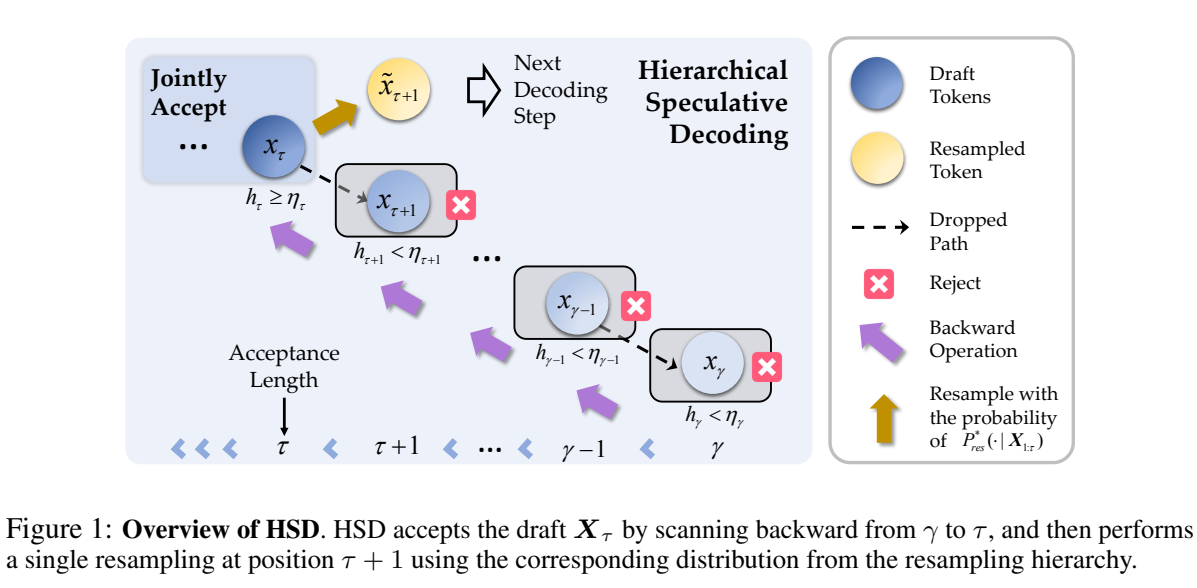 Jointly
Accept
...
x_τ
h_τ ≥ η_τ
x̃_{τ+1}
Next
Decoding
Step
Hierarchical
Speculative
Decoding
x_{τ+1}
h_{τ+1} < η_{τ+1}
...
x_{γ−1}
h_{γ−1} < η_{γ−1}
x_γ
h_γ < η_γ
Acceptance
Length
τ τ+1 ... γ−1 γ
Draft
Tokens
Resampled
Token
Dropped
Path
Reject
Backward
Operation
Resample with
the probability
of P*_{res}(· | X_{1:τ})
Figure 1: Overview of HSD. HSD accepts the draft X_τ by scanning backward from γ to τ, and then performs
a single resampling at position τ + 1 using the corresponding distribution from the resampling hierarchy.